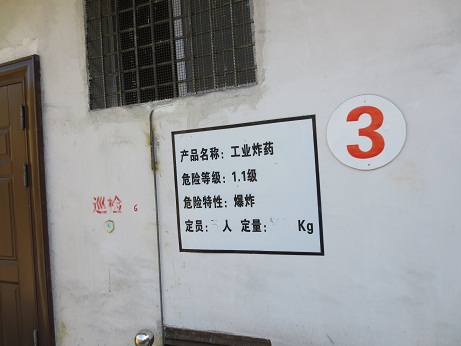 3
产品名称：工业炸药
危险等级：1.1级
危险特性：爆炸
定员： 人 定量： Kg
巡检